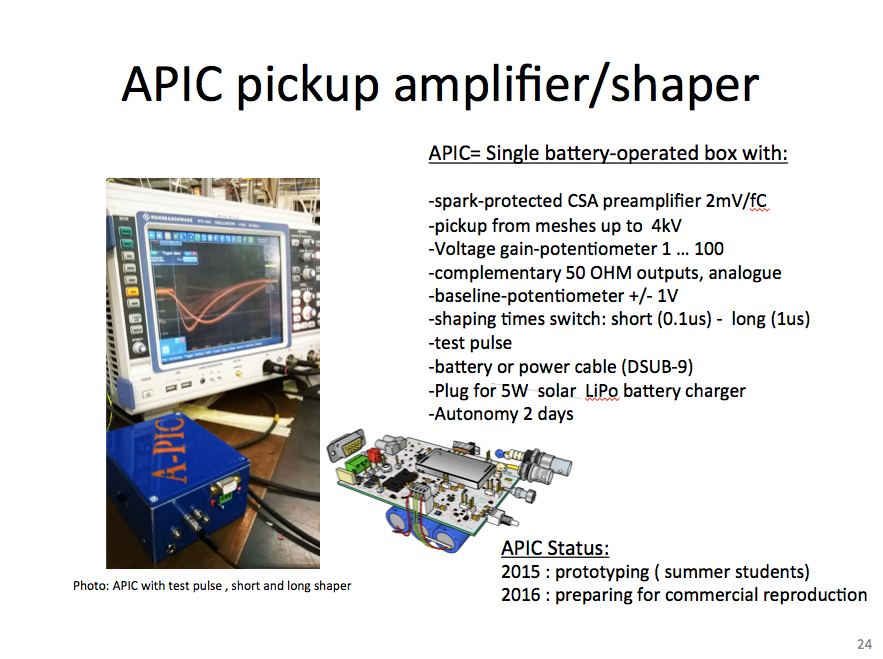 APIC pickup amplifier/shaper
APIC= Single battery-operated box with:
-spark-protected CSA preamplifier 2mV/fC
-pickup from meshes up to 4kV
-Voltage gain-potentiometer 1 ... 100
-complementary 50 OHM outputs, analogue
-baseline-potentiometer +/- 1V
-shaping times switch: short (0.1us) - long (1us)
-test pulse
-battery or power cable (DSUB-9)
-Plug for 5W solar LiPo battery charger
-Autonomy 2 days
ROHDE&SCHWARZ
A-PIC
APIC Status:
2015 : prototyping ( summer students)
2016 : preparing for commercial reproduction
Photo: APIC with test pulse , short and long shaper
24